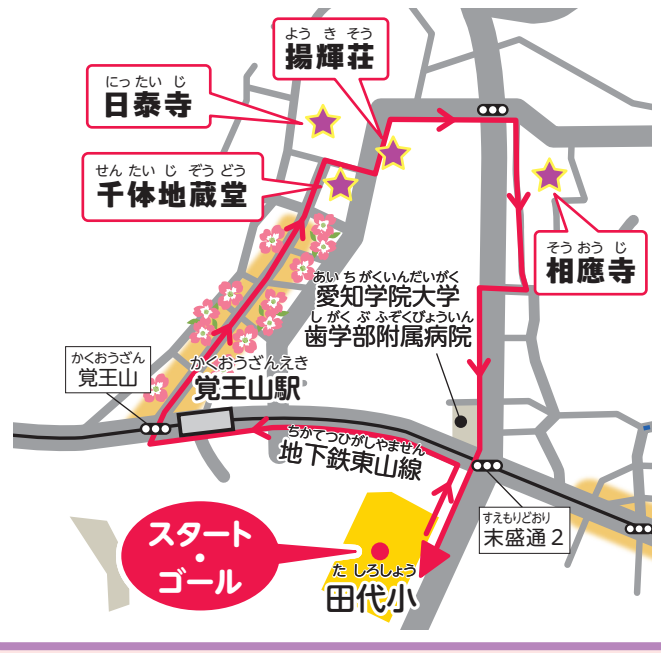 ようきそう
揚輝荘
にったいじ
日泰寺
せんたいじぞうどう
千体地蔵堂
そうおうじ
相應寺
あいちがくいんだいがく
愛知学院大学
しがくぶふぞくびょういん
歯学部附属病院
かくおうざん
覚王山
かくおうざんえき
覚王山駅
ちかてつひがしやません
地下鉄東山線
すえもりどおり
末盛通2
スタート
・
ゴール
たしろしょう
田代小